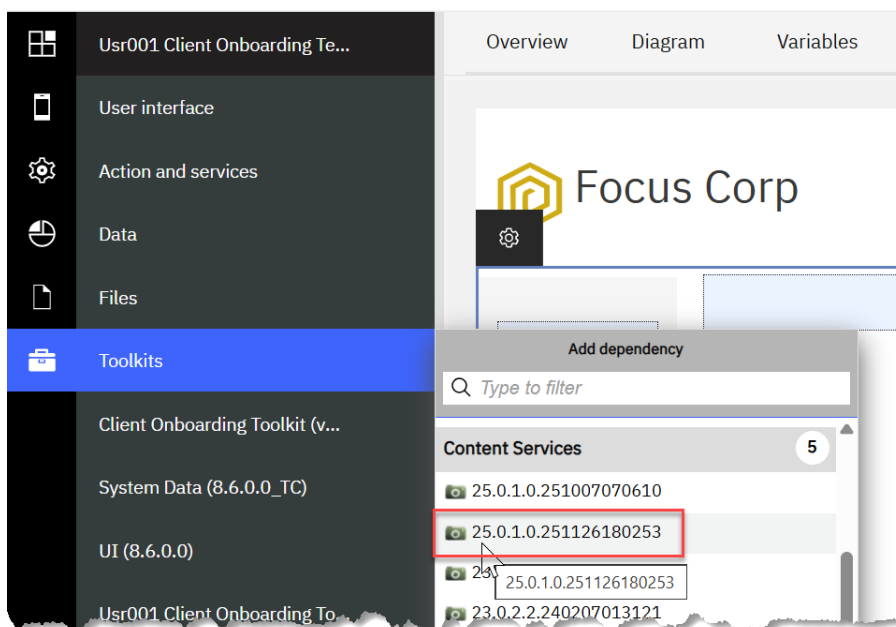 Usr001 Client Onboarding Te...
Overview Diagram Variables
User interface
Action and services
Focus Corp
Data
Files
Toolkits
Add dependency
Type to filter
Client Onboarding Toolkit (v...
Content Services 5
System Data (8.6.0.0_TC)
25.0.1.0.251007070610
25.0.1.0.251126180253
UI (8.6.0.0)
25.0.1.0.251126180253
Usr001 Client Onboarding To...
23.0.2.2.240207013121